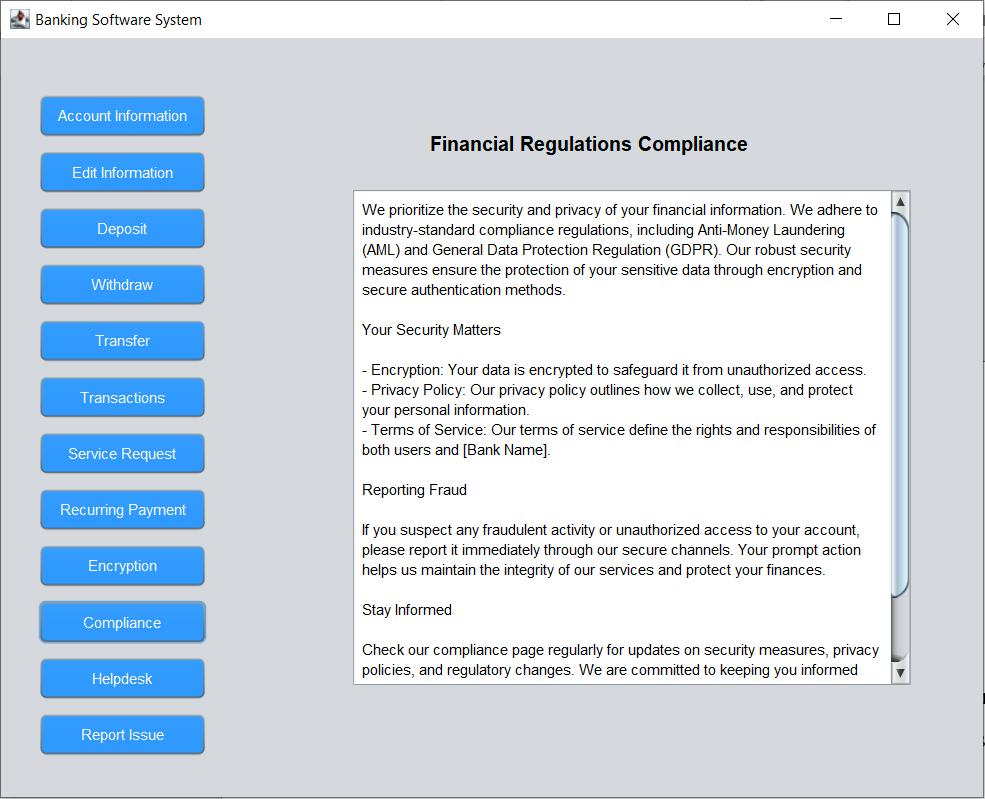 Banking Software System
Account Information
Edit Information
Deposit
Withdraw
Transfer
Transactions
Service Request
Recurring Payment
Encryption
Compliance
Helpdesk
Report Issue
Financial Regulations Compliance
We prioritize the security and privacy of your financial information. We adhere to
industry-standard compliance regulations, including Anti-Money Laundering
(AML) and General Data Protection Regulation (GDPR). Our robust security
measures ensure the protection of your sensitive data through encryption and
secure authentication methods.
Your Security Matters
- Encryption: Your data is encrypted to safeguard it from unauthorized access.
- Privacy Policy: Our privacy policy outlines how we collect, use, and protect
your personal information.
- Terms of Service: Our terms of service define the rights and responsibilities of
both users and [Bank Name].
Reporting Fraud
If you suspect any fraudulent activity or unauthorized access to your account,
please report it immediately through our secure channels. Your prompt action
helps us maintain the integrity of our services and protect your finances.
Stay Informed
Check our compliance page regularly for updates on security measures, privacy
policies, and regulatory changes. We are committed to keeping you informed